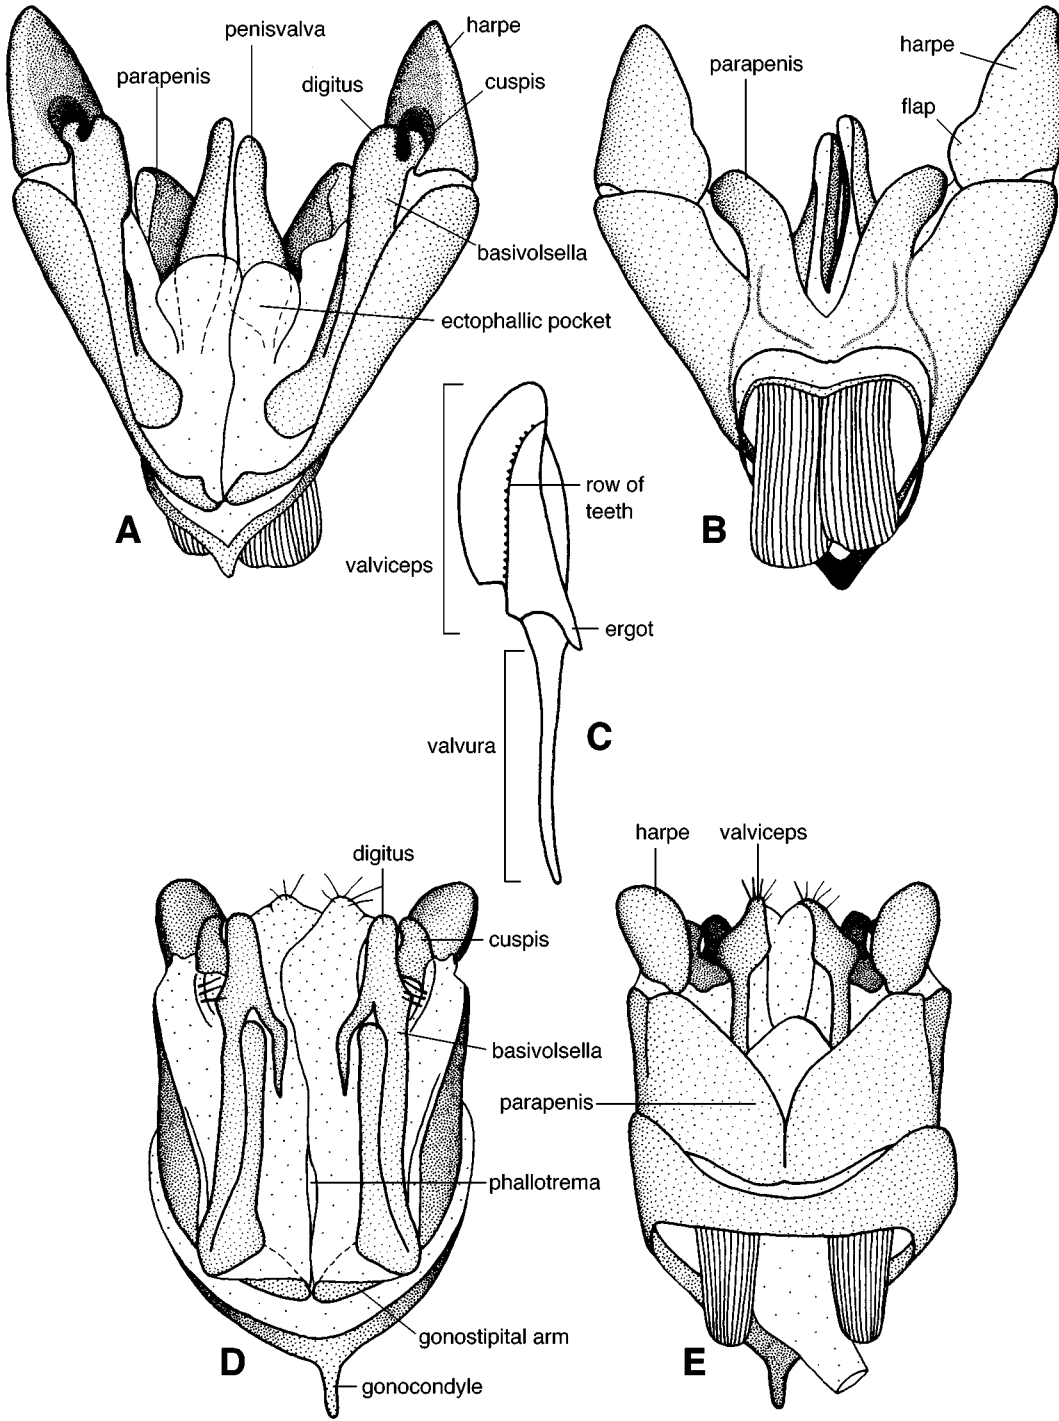 penisvalva
harpe
parapenis
digitus
cuspis
basivolsella
ectophallic pocket
A
parapenis
harpe
flap
B
row of
teeth
valviceps
ergot
valvura
C
digitus
cuspis
basivolsella
phallotrema
gonostipital arm
gonocondyle
D
harpe
valviceps
parapenis
E